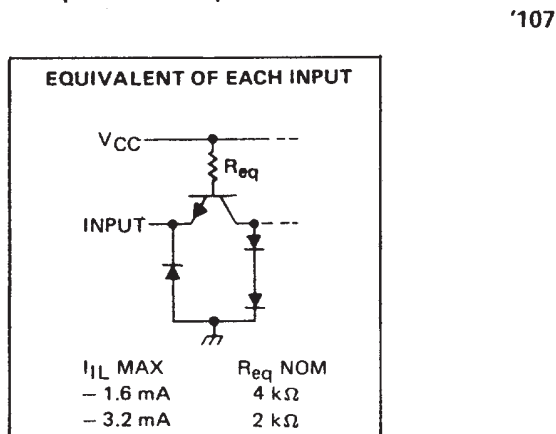 '107
EQUIVALENT OF EACH INPUT
VCC
Req
INPUT
IIL MAX Req NOM
– 1.6 mA 4 kΩ
– 3.2 mA 2 kΩ